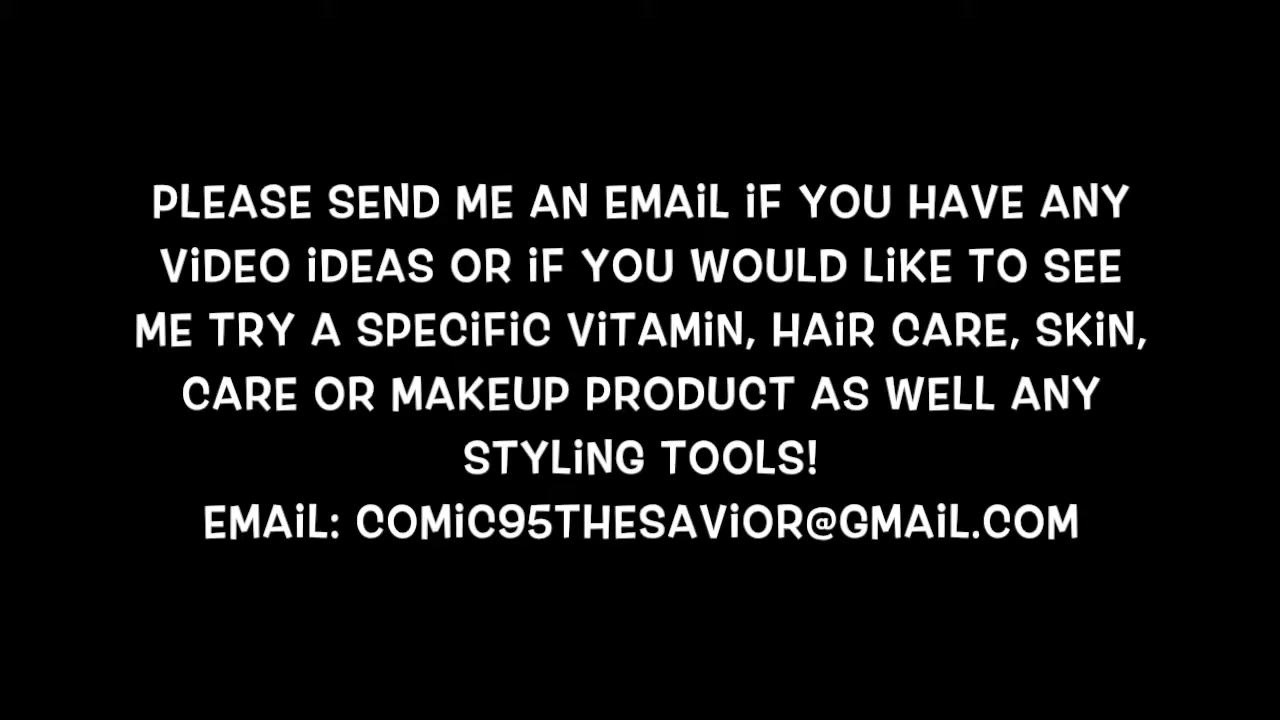 PLEASE SEND ME AN EMAiL iF YOU HAVE ANY
ViDEO iDEAS OR iF YOU WOULD LiKE TO SEE
ME TRY A SPECiFiC ViTAMiN, HAiR CARE, SKiN,
CARE OR MAKEUP PRODUCT AS WELL ANY
STYLiNG TOOLS!
EMAiL: COMiC95THESAViOR@GMAiL.COM